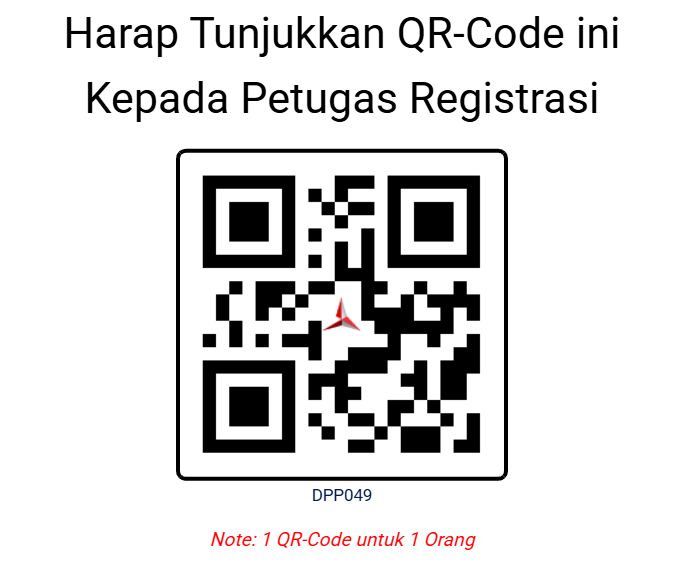 Harap Tunjukkan QR-Code ini
Kepada Petugas Registrasi
DPP049
Note: 1 QR-Code untuk 1 Orang